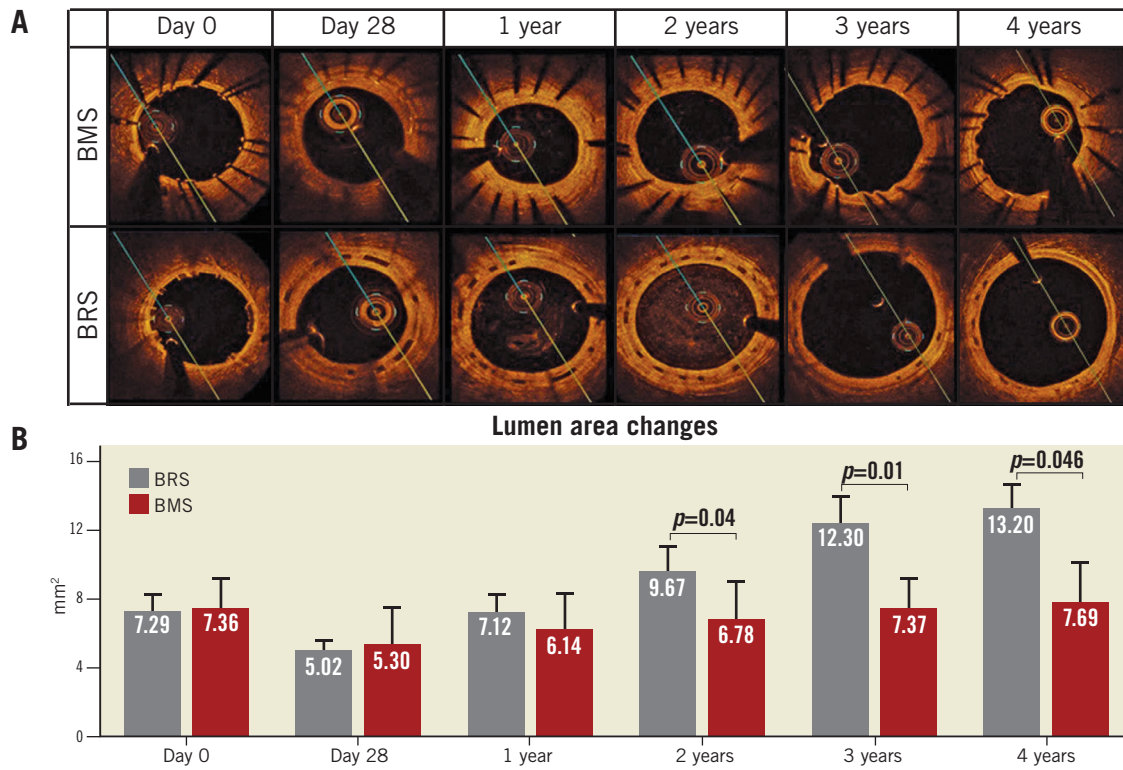 A
Day 0 Day 28 1 year 2 years 3 years 4 years
BMS
BRS
B
Lumen area changes
mm²
16
12
8
4
0
BRS
BMS
p=0.04
p=0.01
p=0.046
7.29 7.36 5.02 5.30 7.12 6.14 9.67 6.78 12.30 7.37 13.20 7.69
Day 0 Day 28 1 year 2 years 3 years 4 years